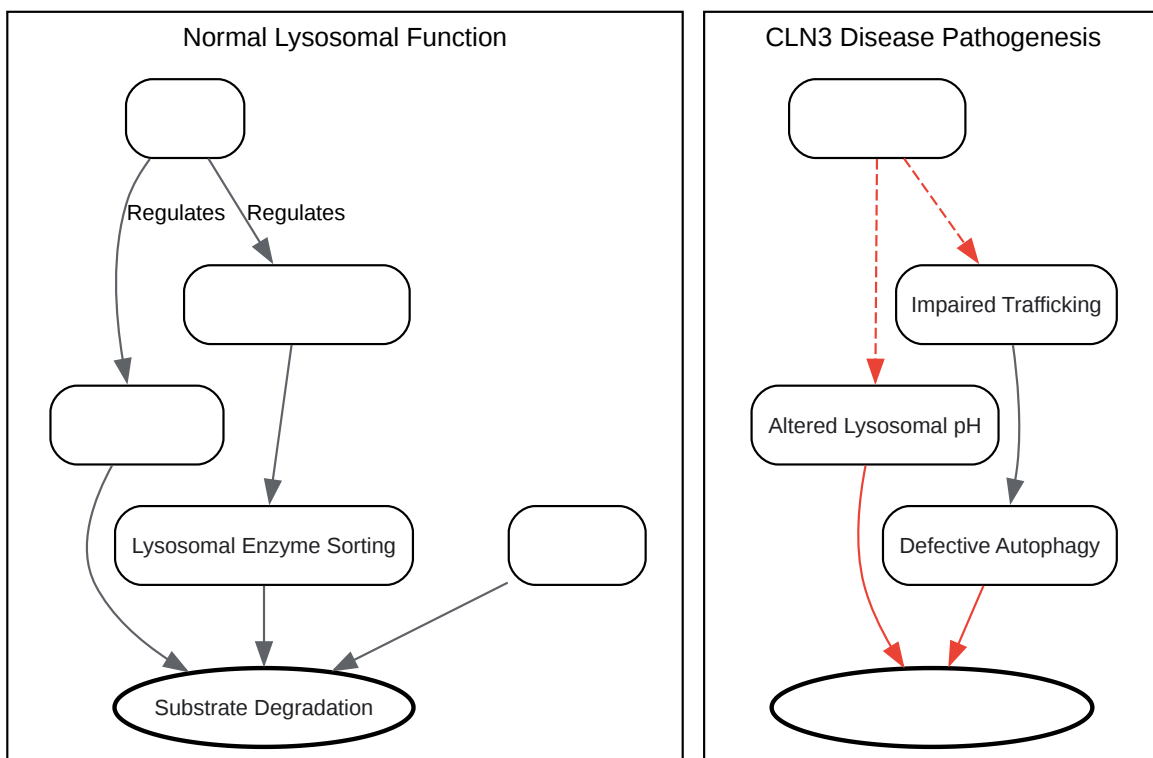 Normal Lysosomal Function
Regulates
Regulates
Lysosomal Enzyme Sorting
Substrate Degradation
CLN3 Disease Pathogenesis
Impaired Trafficking
Altered Lysosomal pH
Defective Autophagy